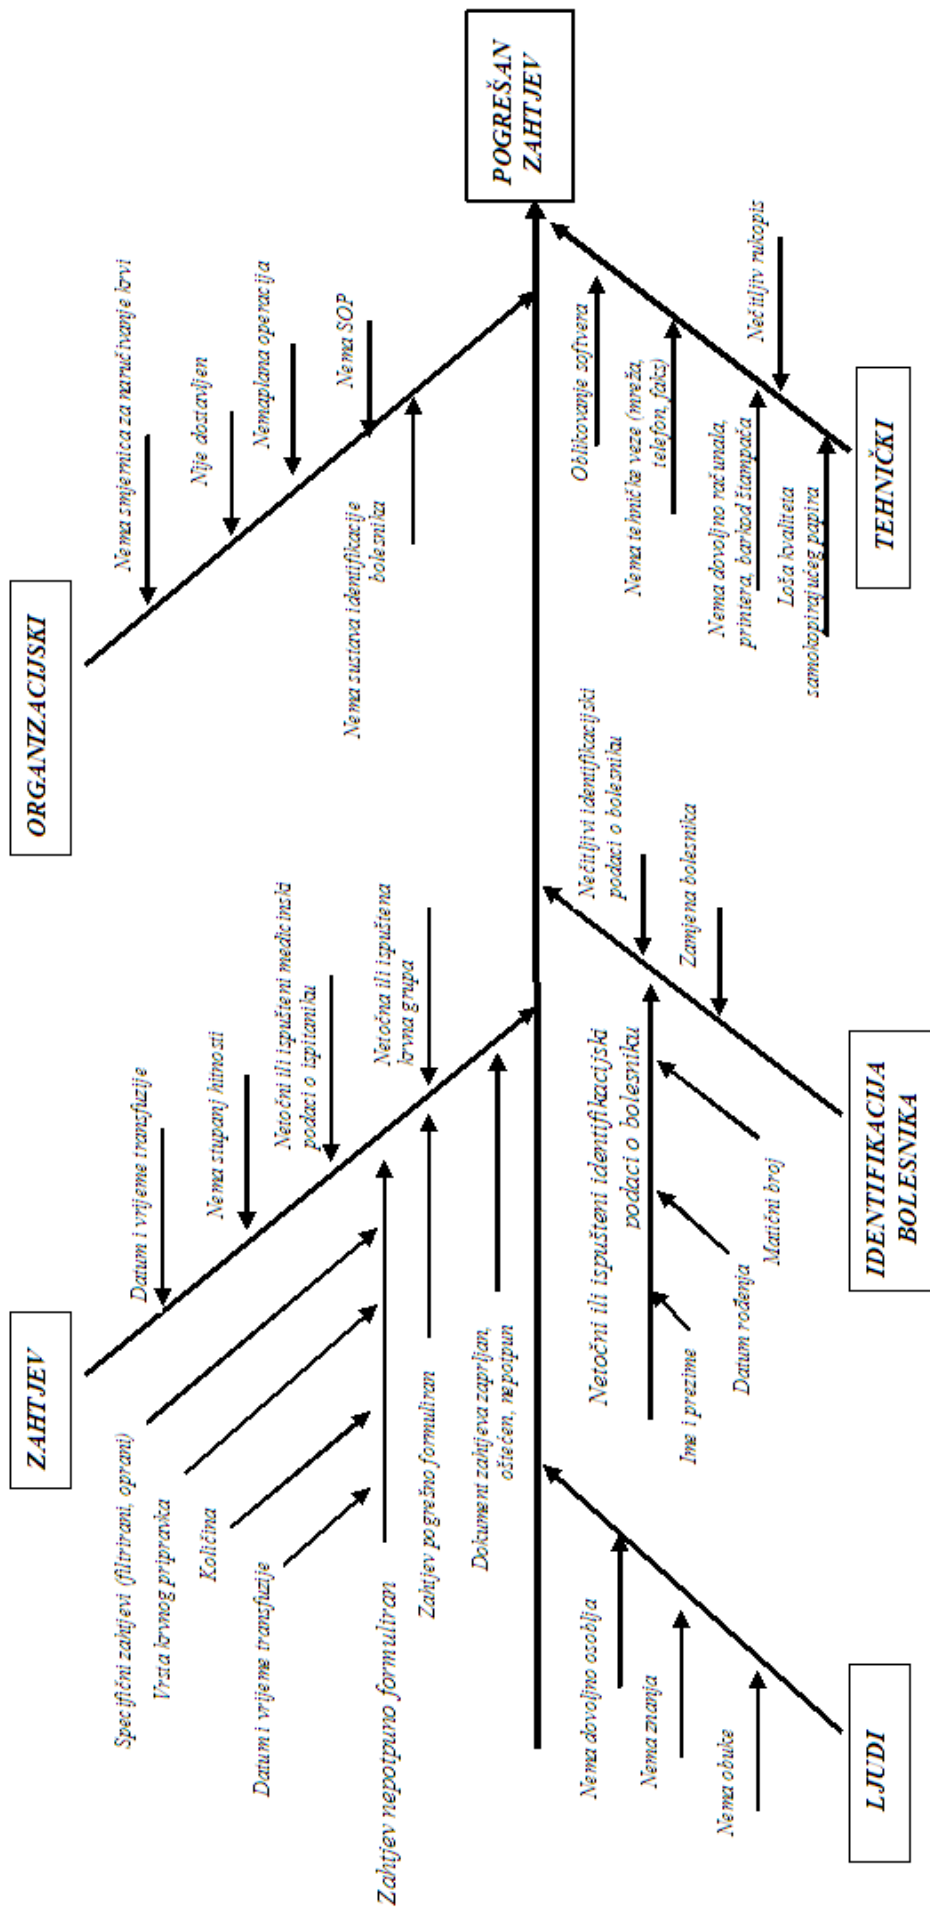 ZAHTJEV
ORGANIZACIJSKI
Datum i vrijeme transfuzije
Nema stupanj hitnosti
Netočni ili ispušteni medicinski
podaci o ispitaniku
Netočna ili ispuštena
krvna grupa
Specifični zahtjevi (filtrirani, oprani)
Vrsta krvnog pripravka
Količina
Datum i vrijeme transfuzije
Zahtjev nepotpuno formuliran
Zahtjev pogrešno formuliran
Dokument zahtjeva zaprljan,
oštećen, nepotpun
Nema smjernica za naručivanje krvi
Nije dostavljen
Nema plana operacija
Nema SOP
Nema sustava identifikacije
bolesnika
POGREŠAN
ZAHTJEV
Nema dovoljno osoblja
Nema znanja
Nema obuke
Netočni ili ispušteni identifikacijski
podaci o bolesniku
Ime i prezime
Datum rođenja
Matični broj
Nečitljivi identifikacijski
podaci o bolesniku
Zamjena bolesnika
Oblikovanje softvera
Nema tehničke veze (mreža,
telefon, faks)
Nema dovoljno računala,
printera, barkod štampača
Loša kvaliteta
samokopirajućeg papira
Nečitljiv rukopis
LJUDI
IDENTIFIKACIJA
BOLESNIKA
TEHNIČKI